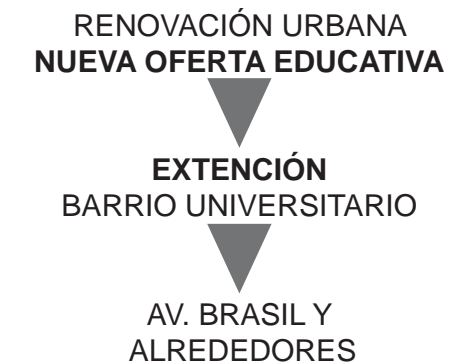 RENOVACIÓN URBANA
NUEVA OFERTA EDUCATIVA
EXTENCIÓN
BARRIO UNIVERSITARIO
AV. BRASIL Y
ALREDEDORES